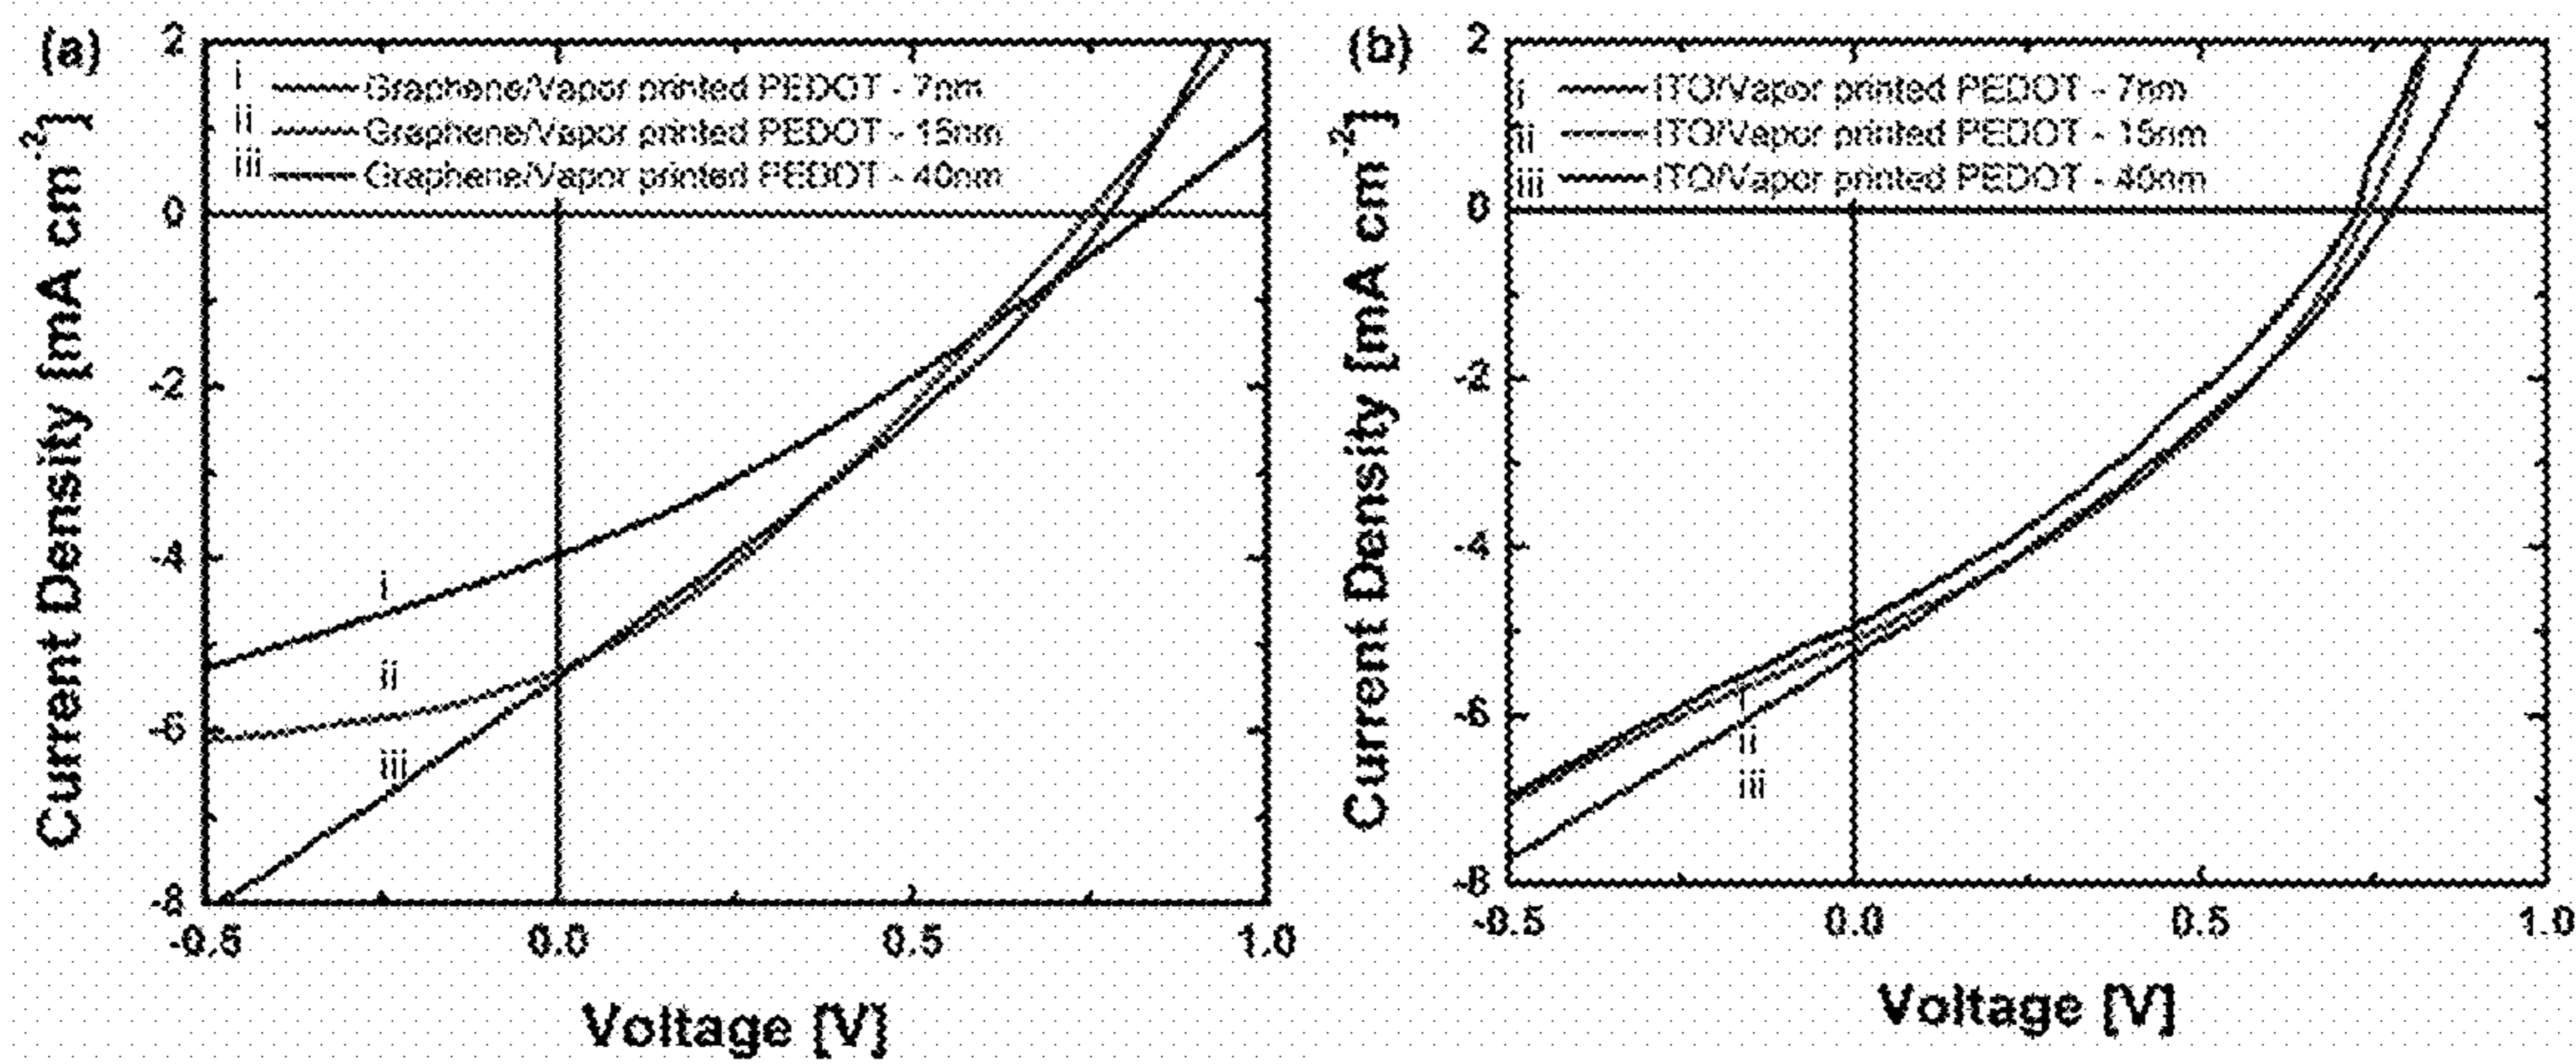 (a)
Current Density [mA cm-2]
2
0
-2
-4
-6
-8
i Graphene/Vapor printed PEDOT - 7nm
ii Graphene/Vapor printed PEDOT - 15nm
iii Graphene/Vapor printed PEDOT - 40nm
i
ii
iii
-0.5 0.0 0.5 1.0
Voltage [V]
(b)
Current Density [mA cm-2]
2
0
-2
-4
-6
-8
i ITO/Vapor printed PEDOT - 7nm
ii ITO/Vapor printed PEDOT - 15nm
iii ITO/Vapor printed PEDOT - 40nm
i
ii
iii
-0.5 0.0 0.5 1.0
Voltage [V]